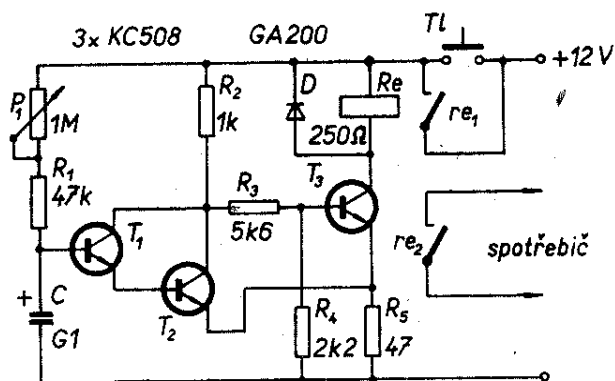 3x KC508
GA200
Tl
+12 V
P1
1M
R1
47k
R2
1k
D
Re
250Ω
re1
T1
T2
R3
5k6
T3
re2
spotřebič
+
C
G1
R4
2k2
R5
47